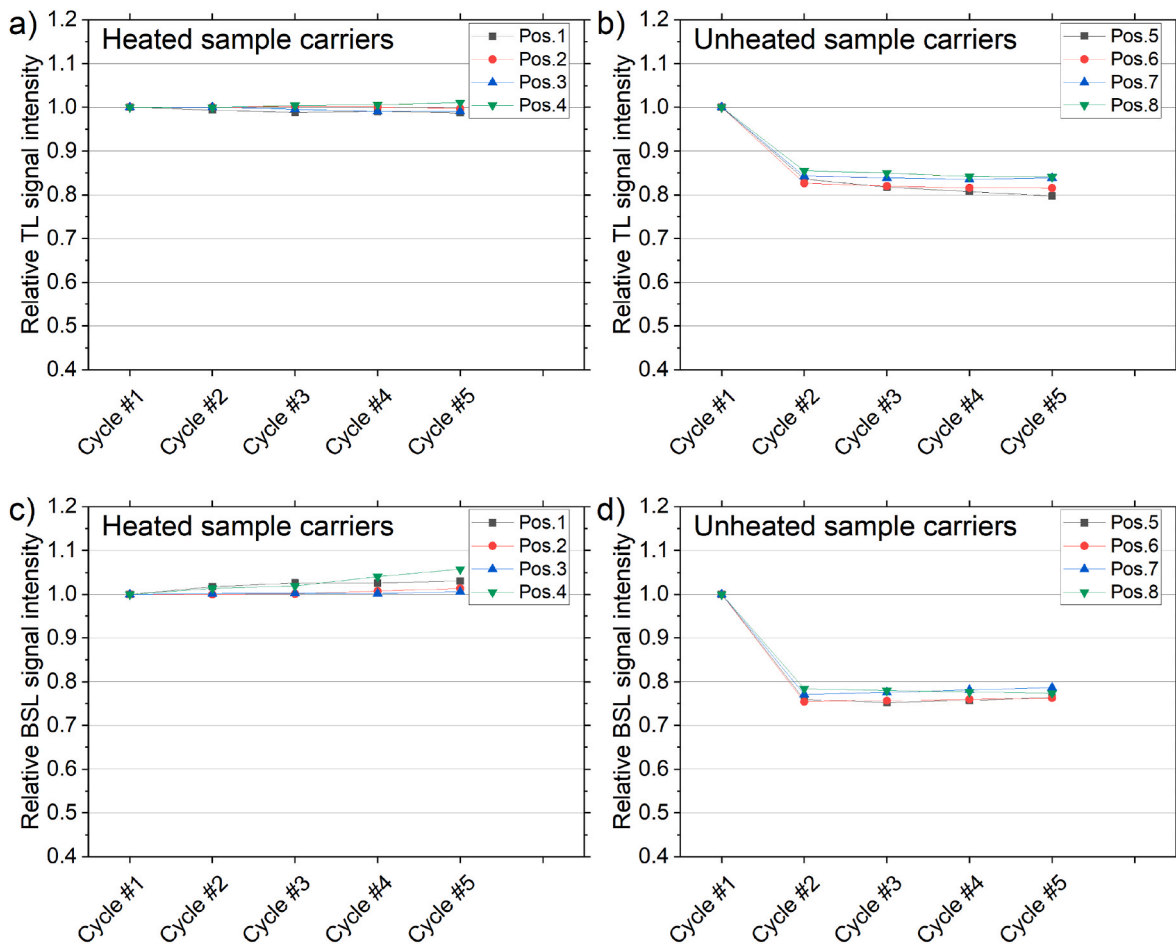 a)
Heated sample carriers
Pos.1
Pos.2
Pos.3
Pos.4
Relative TL signal intensity
1.2
1.1
1.0
0.9
0.8
0.7
0.6
0.5
0.4
Cycle #1
Cycle #2
Cycle #3
Cycle #4
Cycle #5
b)
Unheated sample carriers
Pos.5
Pos.6
Pos.7
Pos.8
Relative TL signal intensity
1.2
1.1
1.0
0.9
0.8
0.7
0.6
0.5
0.4
Cycle #1
Cycle #2
Cycle #3
Cycle #4
Cycle #5
c)
Heated sample carriers
Pos.1
Pos.2
Pos.3
Pos.4
Relative BSL signal intensity
1.2
1.1
1.0
0.9
0.8
0.7
0.6
0.5
0.4
Cycle #1
Cycle #2
Cycle #3
Cycle #4
Cycle #5
d)
Unheated sample carriers
Pos.5
Pos.6
Pos.7
Pos.8
Relative BSL signal intensity
1.2
1.1
1.0
0.9
0.8
0.7
0.6
0.5
0.4
Cycle #1
Cycle #2
Cycle #3
Cycle #4
Cycle #5